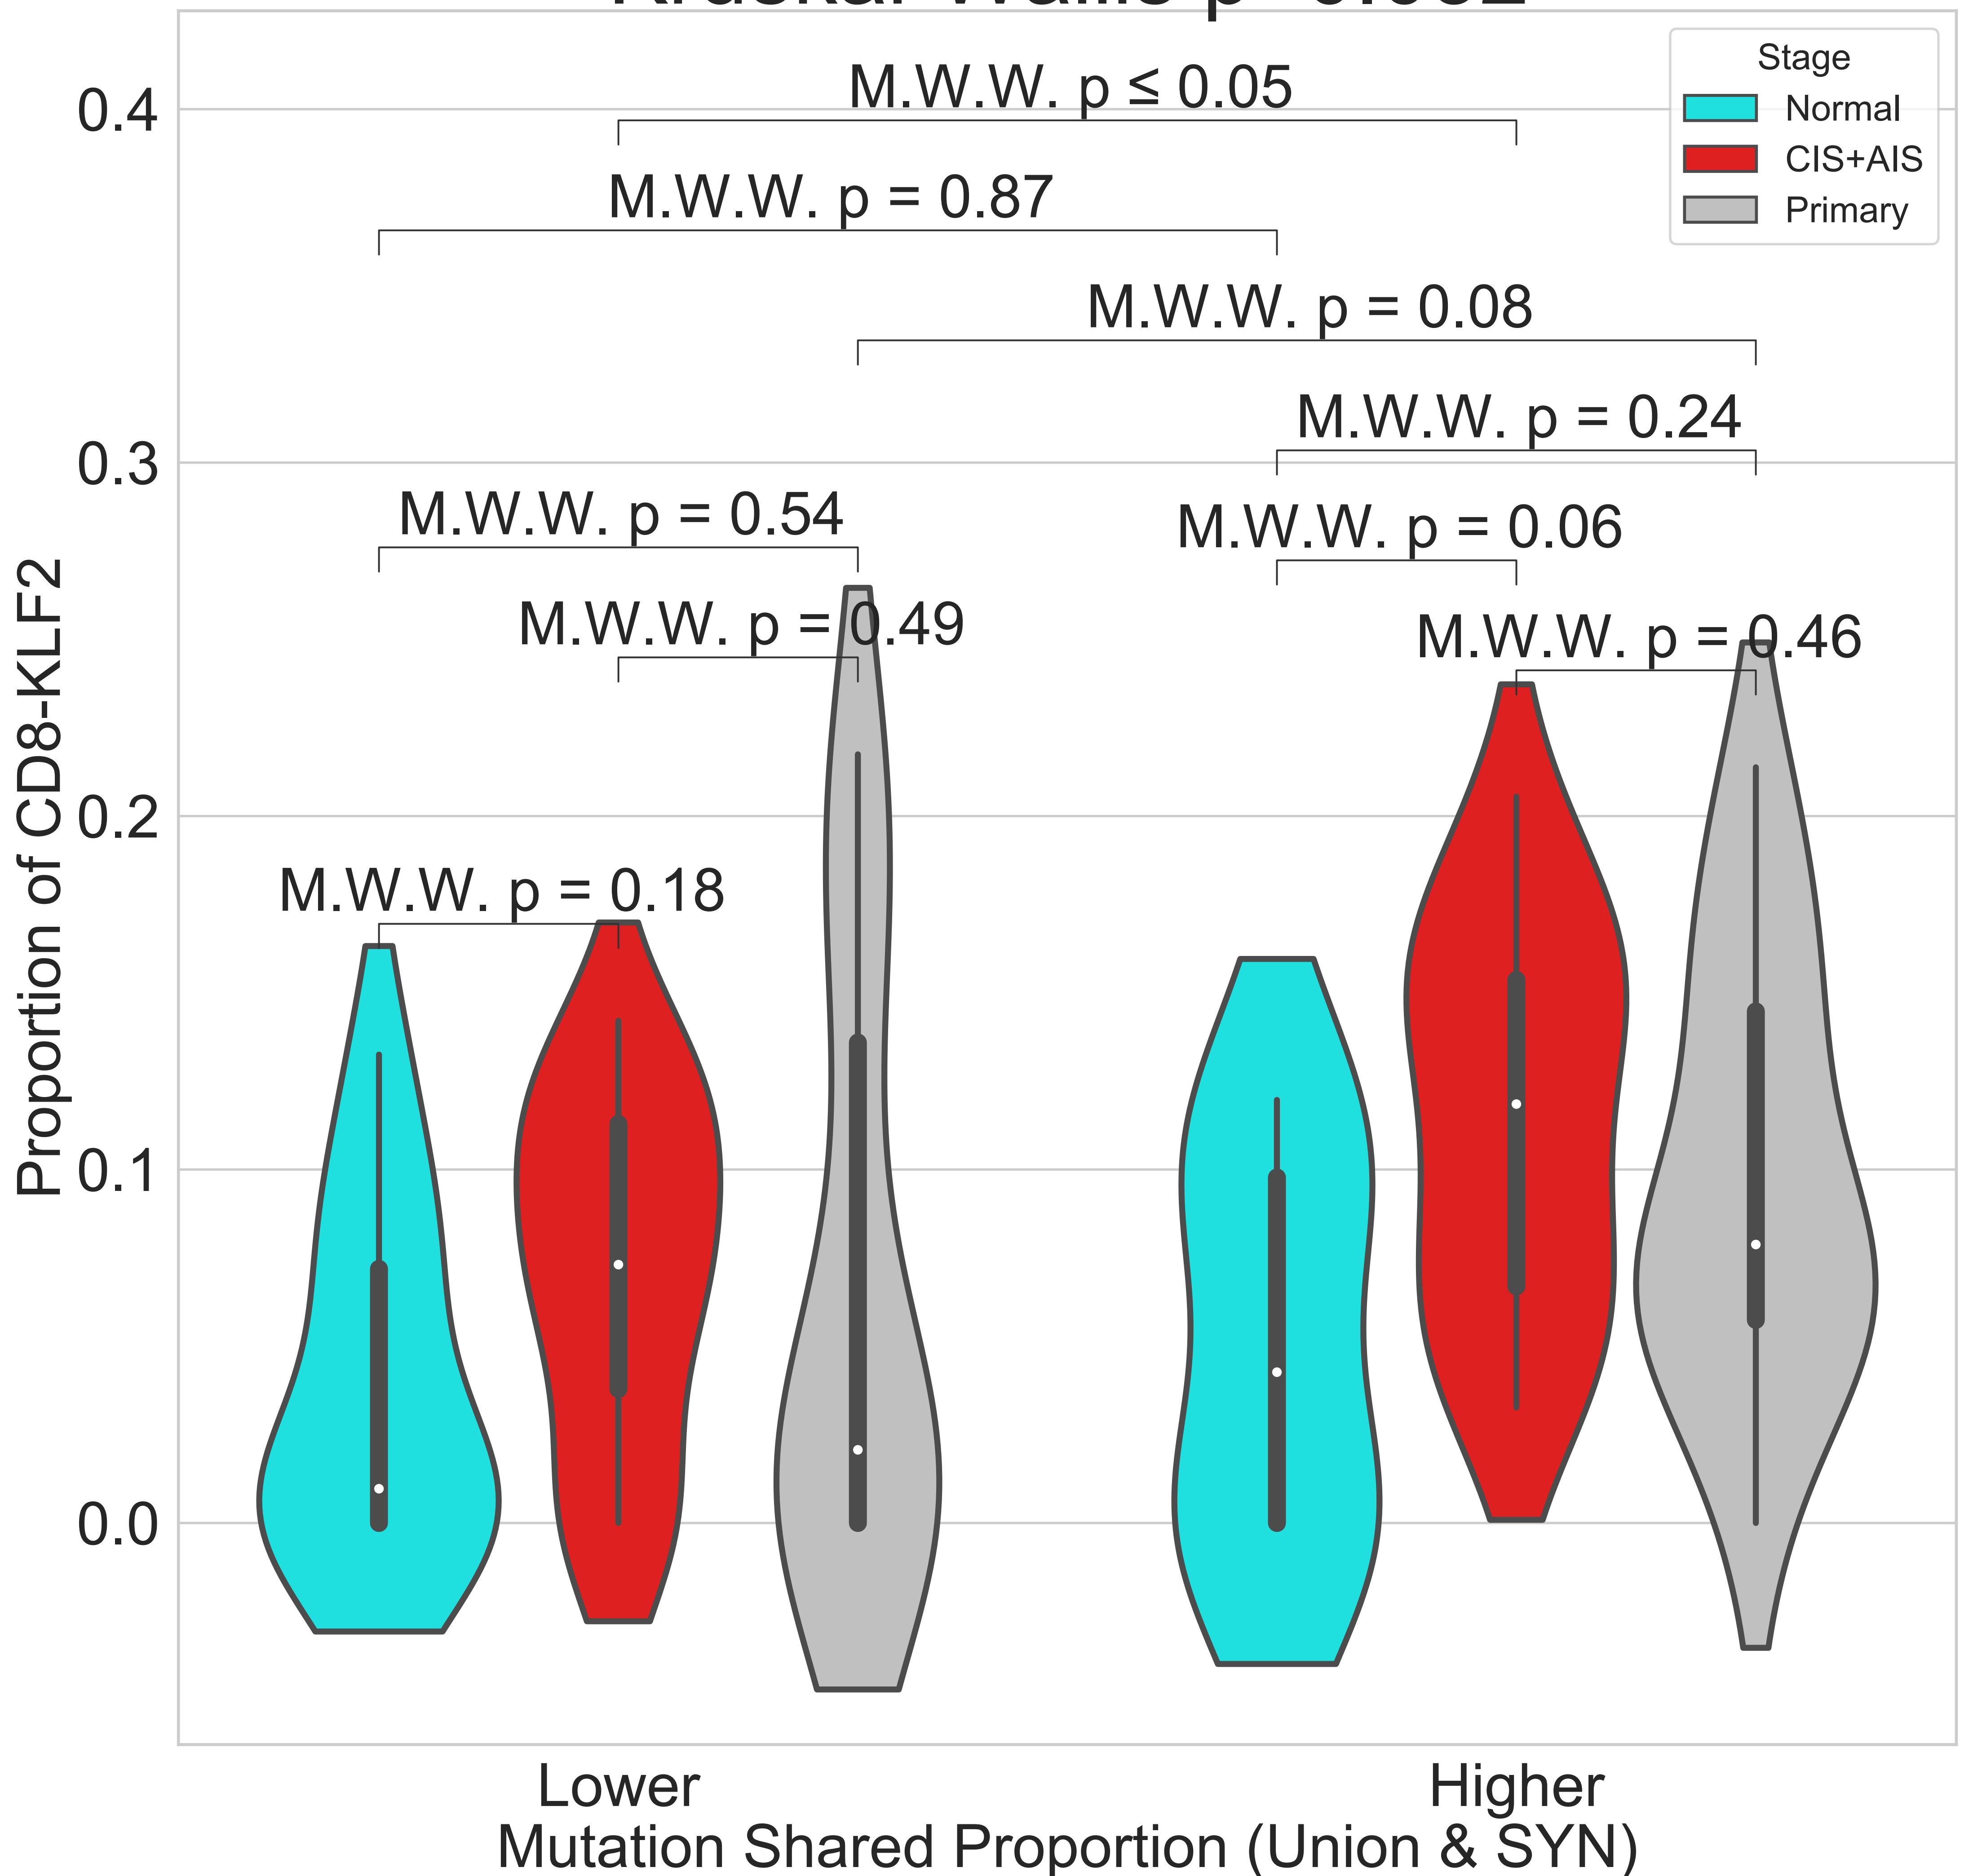 M.W.W. p ≤ 0.05
Stage
Normal
CIS+AIS
Primary
M.W.W. p = 0.87
M.W.W. p = 0.08
M.W.W. p = 0.24
M.W.W. p = 0.54
M.W.W. p = 0.06
M.W.W. p = 0.49
M.W.W. p = 0.46
M.W.W. p = 0.18
0.4
0.3
0.2
0.1
0.0
Proportion of CD8-KLF2
Lower
Higher
Mutation Shared Proportion (Union & SYN)